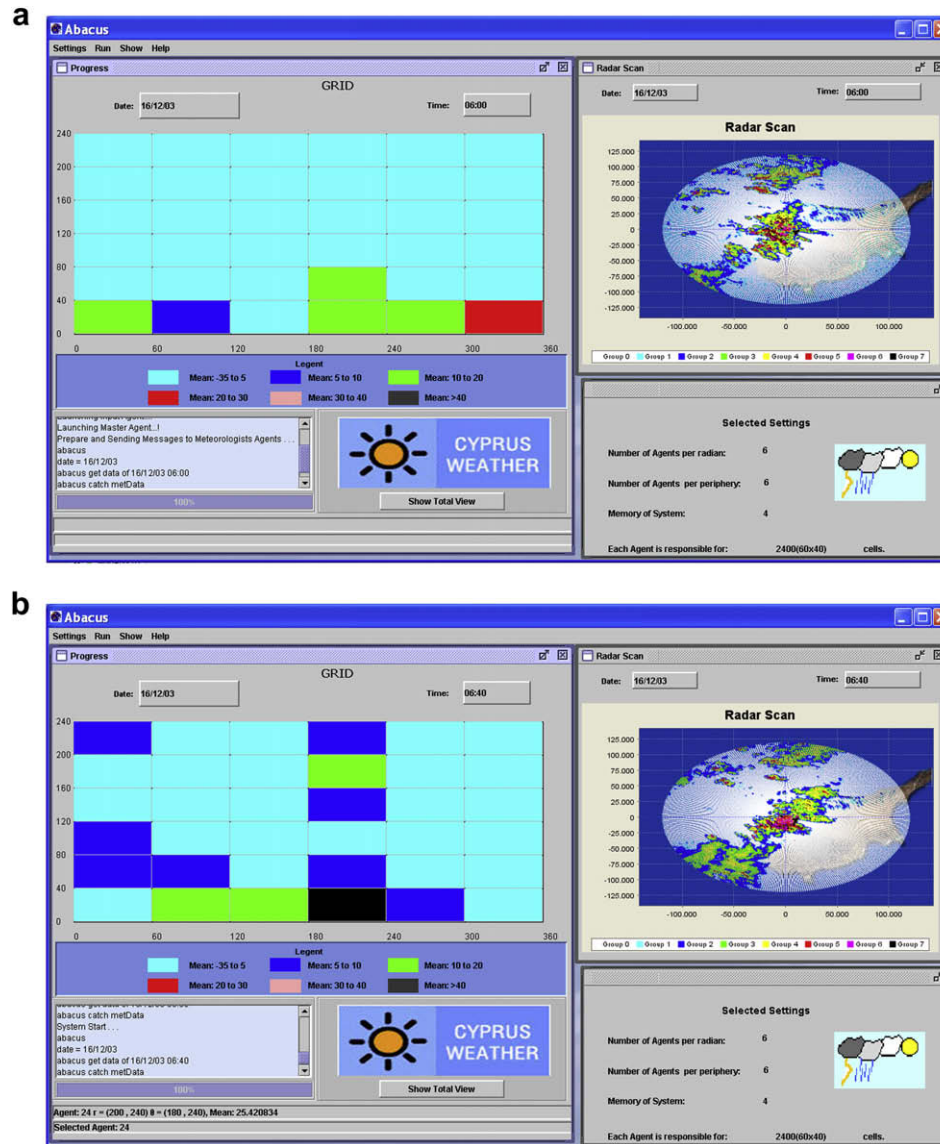 a
Abacus
Settings Run Show Help
Progress
GRID
Date: 16/12/03
Time: 06:00
240
200
160
120
80
40
0
0 60 120 180 240 300 360
Legent
Mean: -35 to 5 Mean: 5 to 10 Mean: 10 to 20
Mean: 20 to 30 Mean: 30 to 40 Mean: >40
Launching Master Agent..!
Prepare and Sending Messages to Meteorologists Agents . . .
abacus
date = 16/12/03
abacus get data of 16/12/03 06:00
abacus catch metData
100%
CYPRUS
WEATHER
Show Total View
Radar Scan
Date: 16/12/03 Time: 06:00
Radar Scan
125.000
100.000
75.000
50.000
25.000
0
-25.000
-50.000
-75.000
-100.000
-125.000
-100.000 -50.000 0 50.000 100.000
Group 0 Group 1 Group 2 Group 3 Group 4 Group 5 Group 6 Group 7
Selected Settings
Number of Agents per radian: 6
Number of Agents per periphery: 6
Memory of System: 4
Each Agent is responsible for: 2400(60x40) cells.
b
Abacus
Settings Run Show Help
Progress
GRID
Date: 16/12/03
Time: 06:40
240
200
160
120
80
40
0
0 60 120 180 240 300 360
Legent
Mean: -35 to 5 Mean: 5 to 10 Mean: 10 to 20
Mean: 20 to 30 Mean: 30 to 40 Mean: >40
abacus catch metData
System Start . . .
abacus
date = 16/12/03
abacus get data of 16/12/03 06:40
abacus catch metData
100%
CYPRUS
WEATHER
Show Total View
Agent: 24 r = (200 , 240) θ = (180 , 240), Mean: 25.420834
Selected Agent: 24
Radar Scan
Date: 16/12/03 Time: 06:40
Radar Scan
125.000
100.000
75.000
50.000
25.000
0
-25.000
-50.000
-75.000
-100.000
-125.000
-100.000 -50.000 0 50.000 100.000
Group 0 Group 1 Group 2 Group 3 Group 4 Group 5 Group 6 Group 7
Selected Settings
Number of Agents per radian: 6
Number of Agents per periphery: 6
Memory of System: 4
Each Agent is responsible for: 2400(60x40) cells.